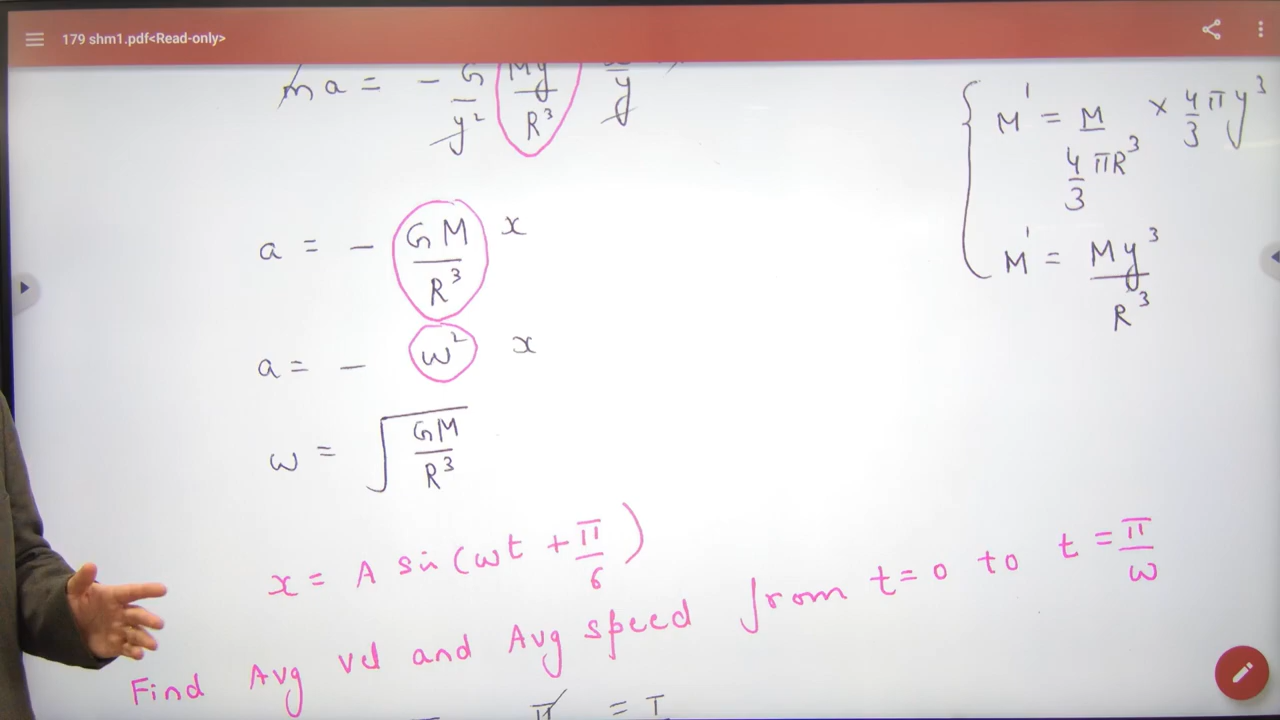 179 shm1.pdf<Read-only>
ma = - G/y² My/R³ /y
M' = M / (4/3 πR³) × 4/3 πy³
a = - GM/R³ x
M' = My³/R³
a = - ω² x
ω = √(GM/R³)
x = A sin(ωt + π/6)
Find Avg vel and Avg speed from t=0 to t=π/ω
π = T